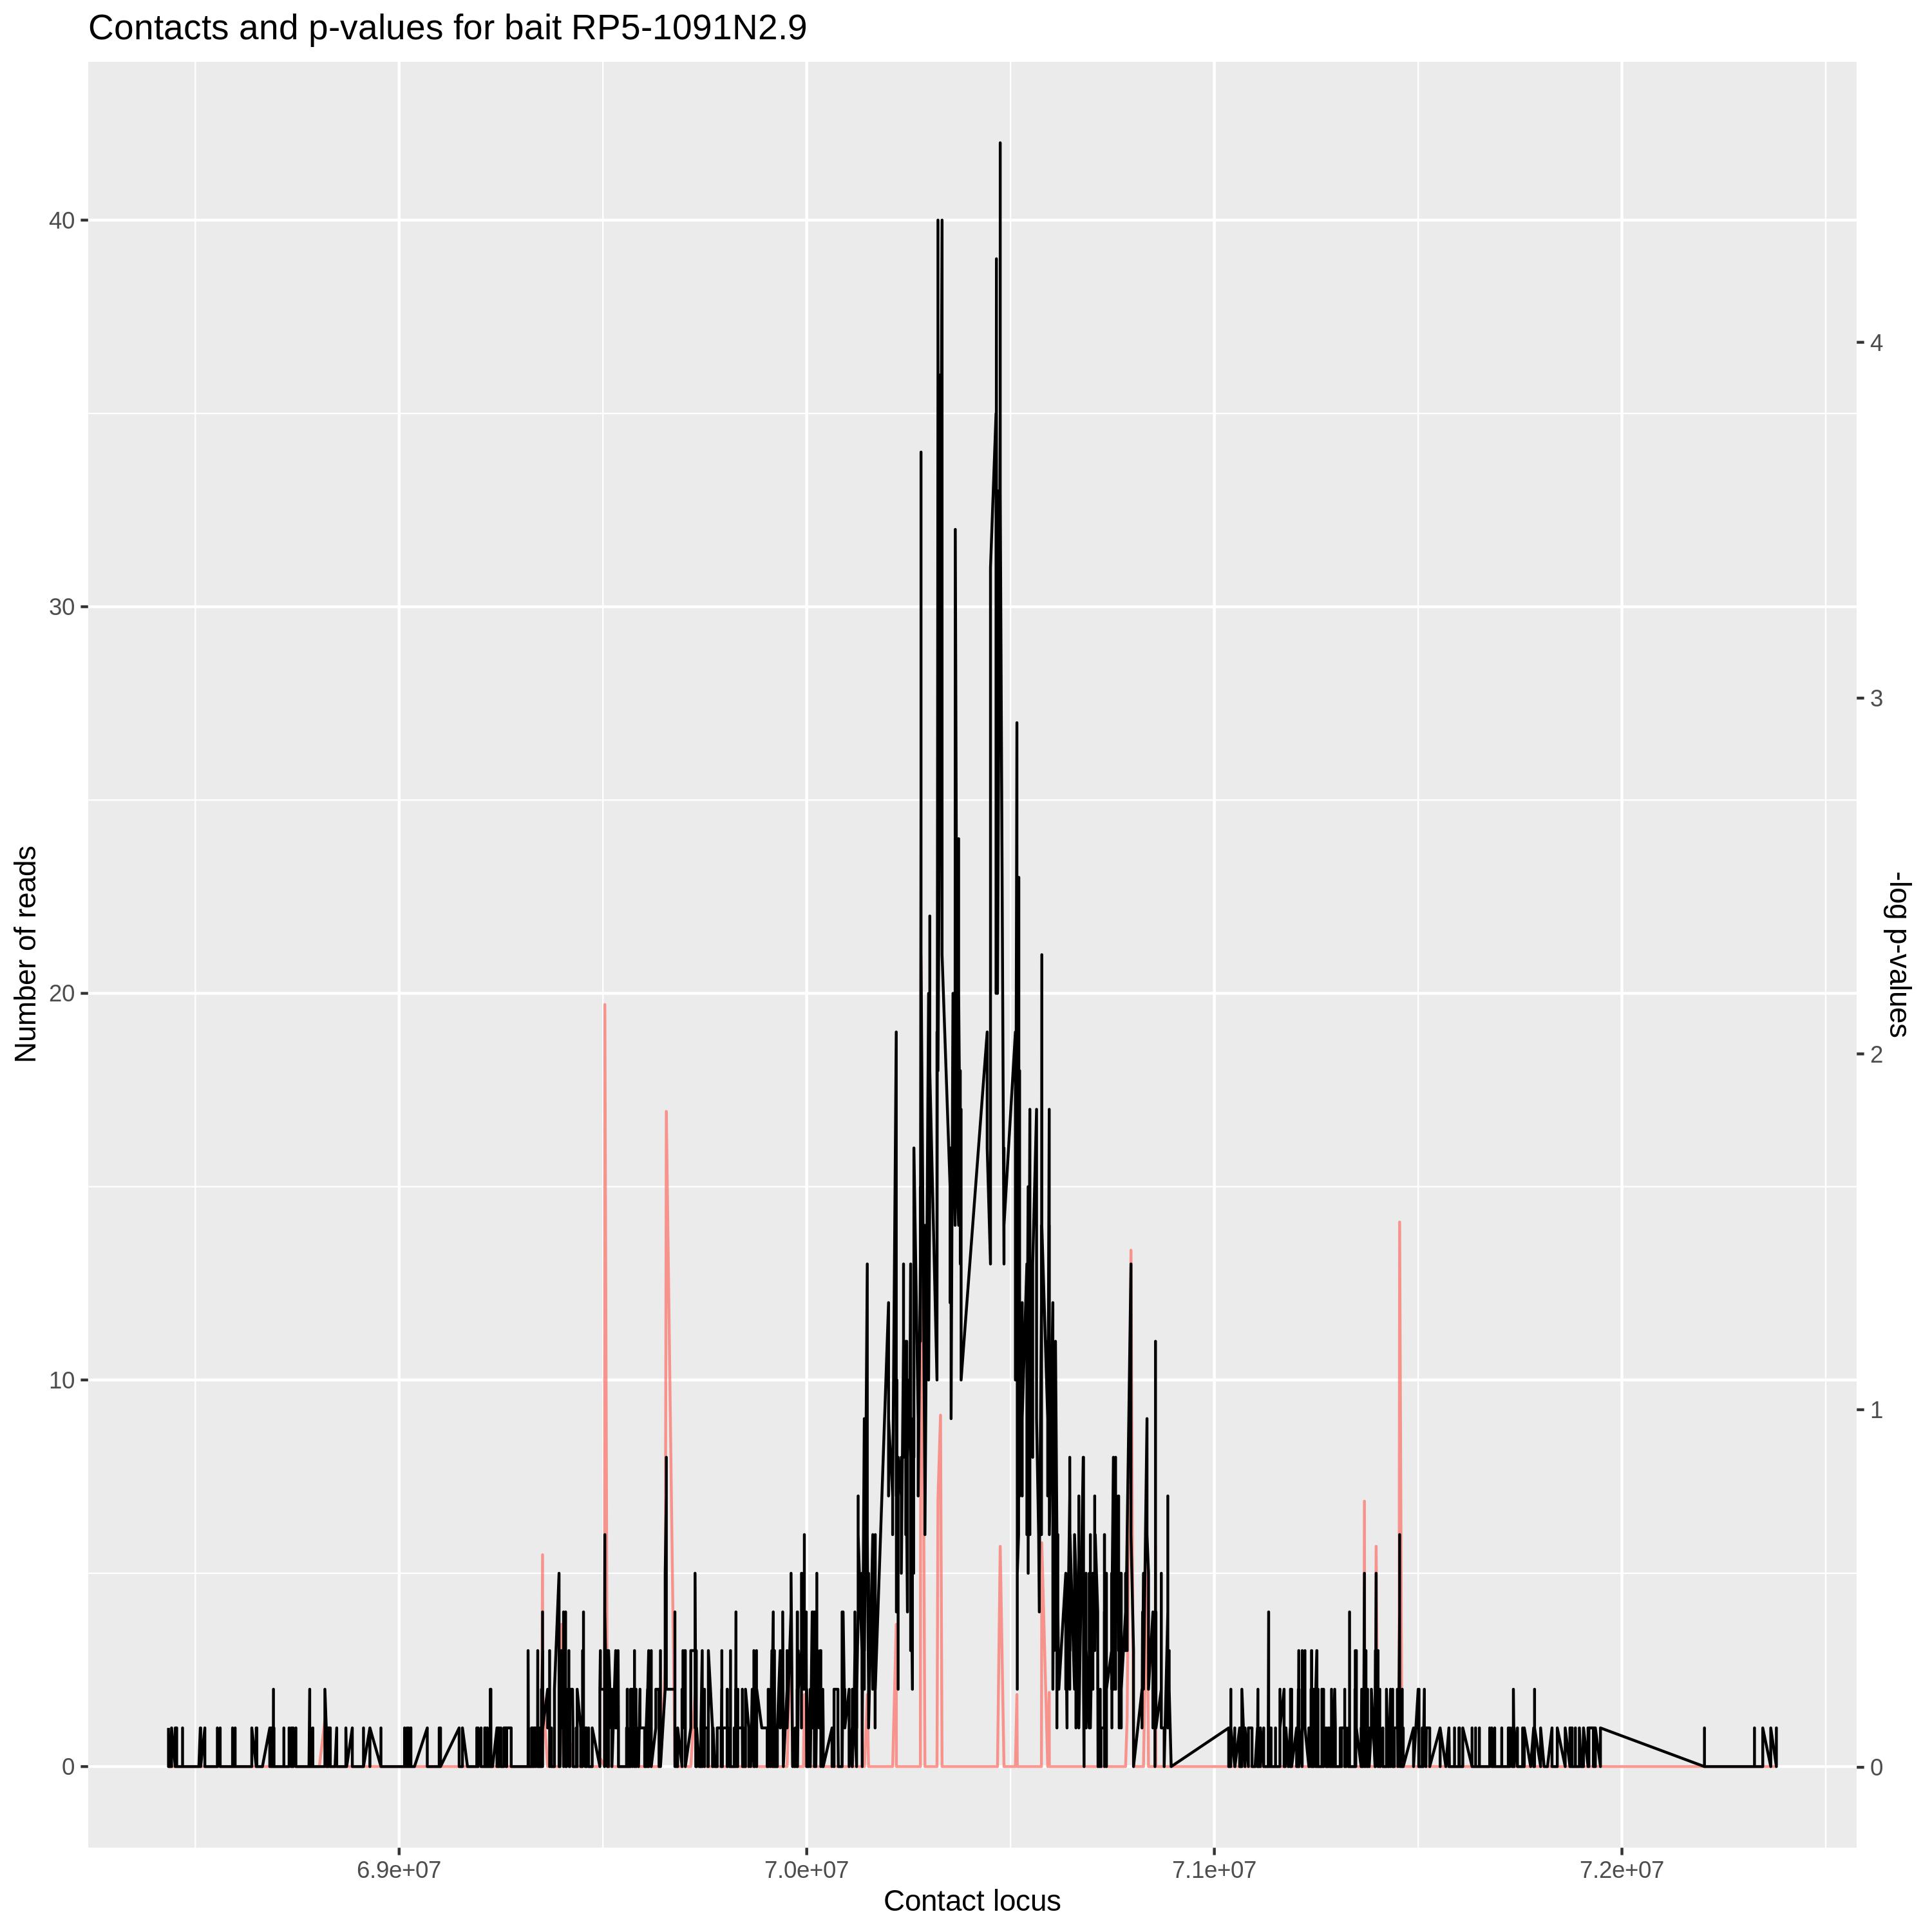 Contacts and p-values for bait RP5-1091N2.9
40
30
20
10
0
Number of reads
4
3
2
1
0
-log p-values
6.9e+07
7.0e+07
7.1e+07
7.2e+07
Contact locus